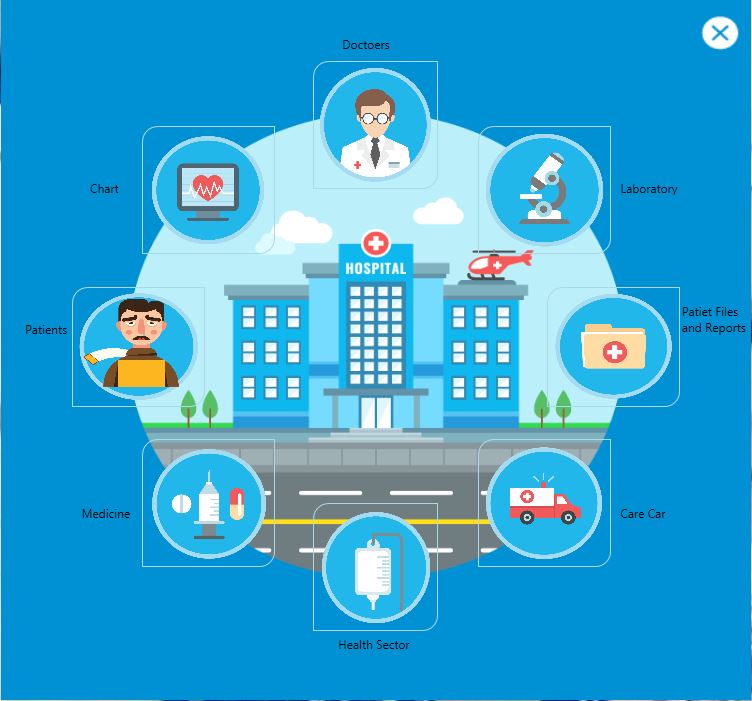 Doctoers
Chart
Laboratory
HOSPITAL
Patients
Patiet Files
and Reports
Medicine
Care Car
Health Sector